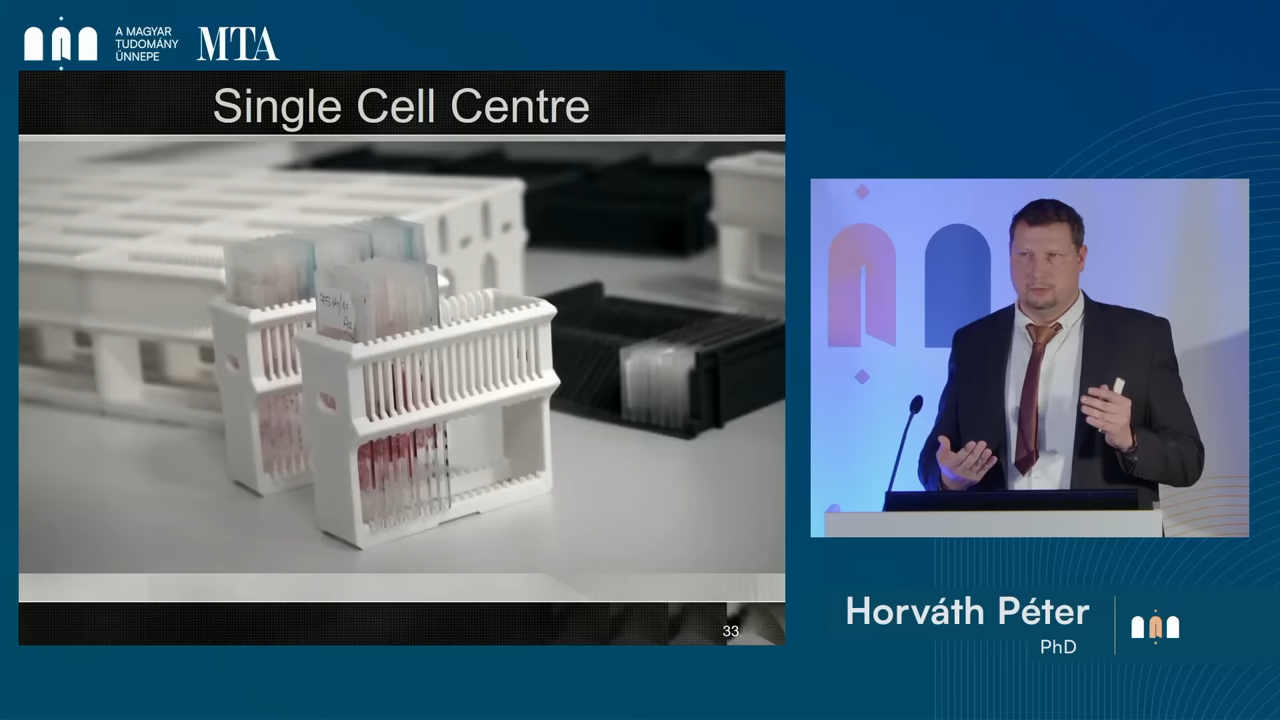 A MAGYAR
TUDOMÁNY
ÜNNEPE
MTA
Single Cell Centre
33
Horváth Péter
PhD